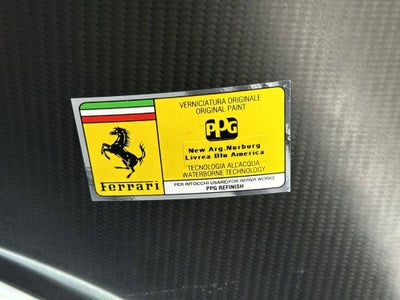 VERNICIATURA ORIGINALE
ORIGINAL PAINT
PPG
New Arg.Nurburg
Livrea Blu America
TECNOLOGIA ALL'ACQUA
WATERBORNE TECHNOLOGY
Ferrari
PER RITOCCHI USARE/FOR REPAIR WORKS
PPG REFINISH